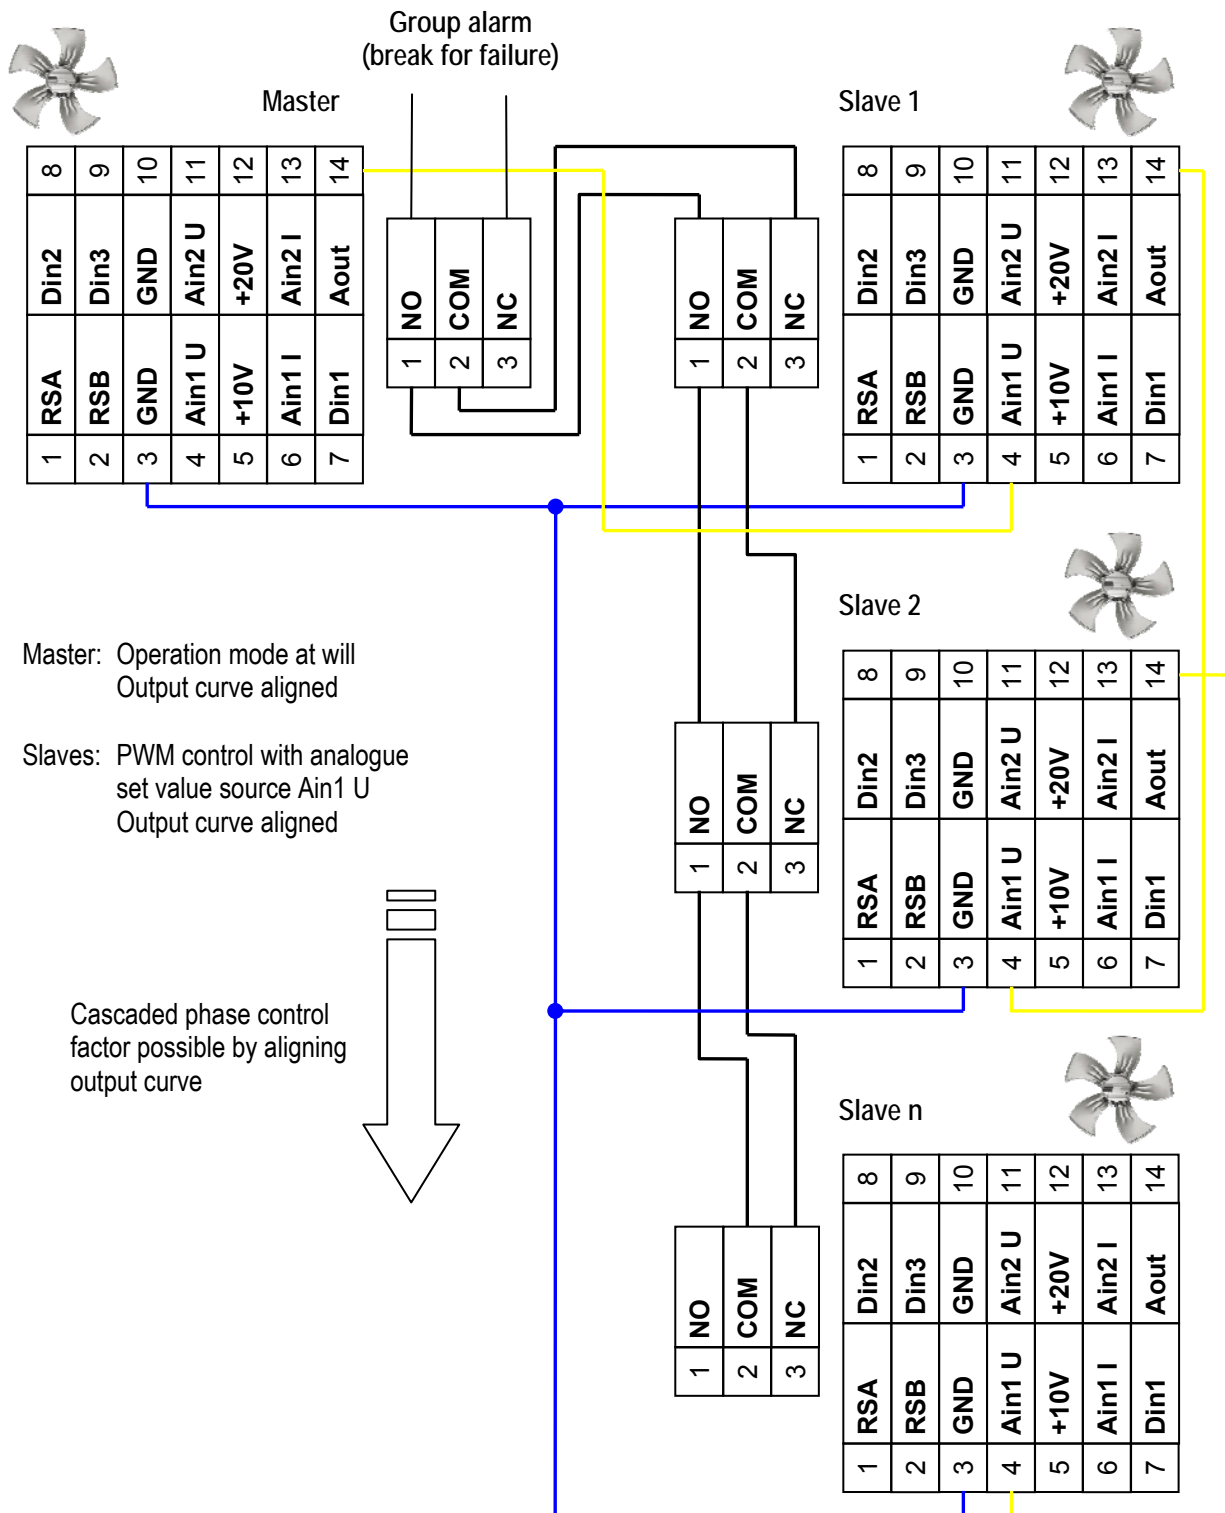 Group alarm
(break for failure)
Master
Slave 1
8 9 10 11 12 13 14
Din2 Din3 GND Ain2 U +20V Ain2 I Aout
RSA RSB GND Ain1 U +10V Ain1 I Din1
1 2 3 4 5 6 7
NO COM NC
1 2 3
NO COM NC
1 2 3
8 9 10 11 12 13 14
Din2 Din3 GND Ain2 U +20V Ain2 I Aout
RSA RSB GND Ain1 U +10V Ain1 I Din1
1 2 3 4 5 6 7
Slave 2
Master: Operation mode at will
Output curve aligned
Slaves: PWM control with analogue
set value source Ain1 U
Output curve aligned
NO COM NC
1 2 3
8 9 10 11 12 13 14
Din2 Din3 GND Ain2 U +20V Ain2 I Aout
RSA RSB GND Ain1 U +10V Ain1 I Din1
1 2 3 4 5 6 7
Cascaded phase control
factor possible by aligning
output curve
Slave n
NO COM NC
1 2 3
8 9 10 11 12 13 14
Din2 Din3 GND Ain2 U +20V Ain2 I Aout
RSA RSB GND Ain1 U +10V Ain1 I Din1
1 2 3 4 5 6 7